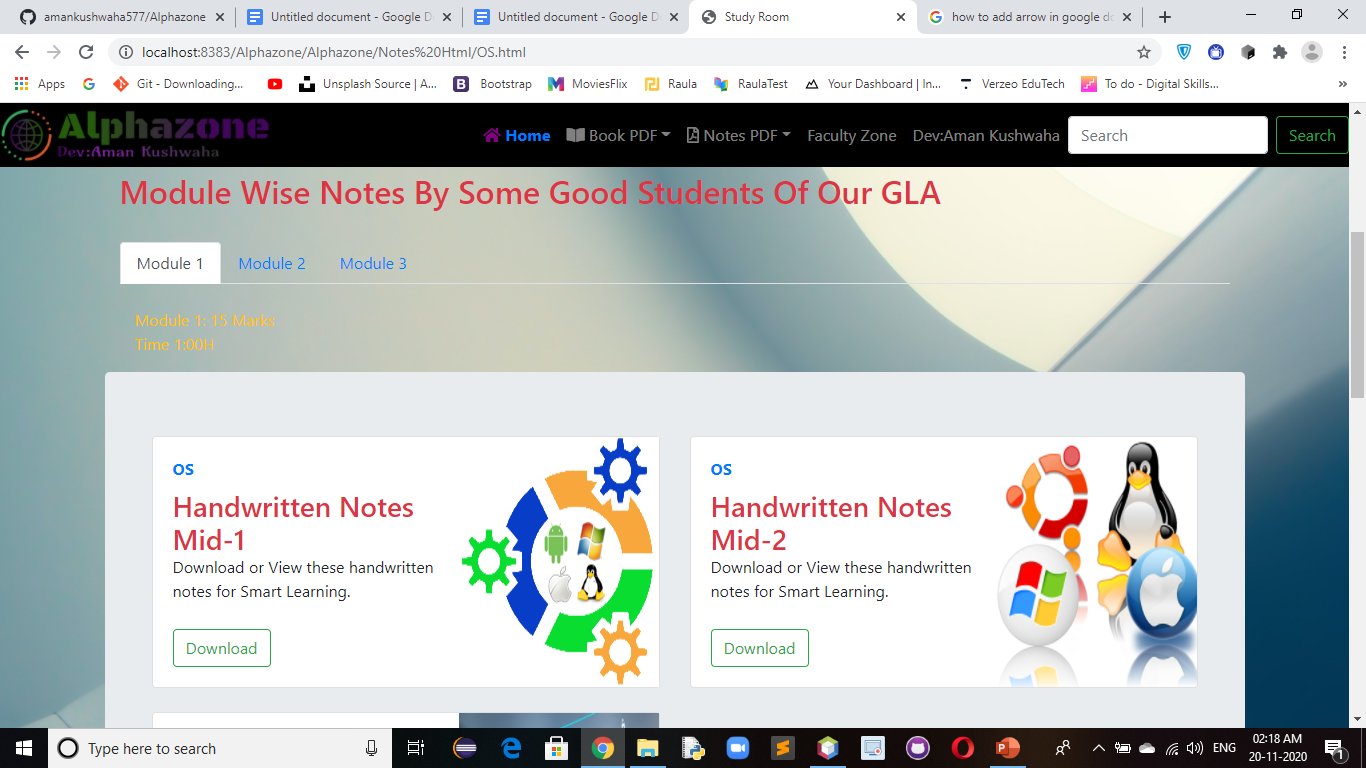 amankushwaha577/Alphazone
Untitled document - Google D
Untitled document - Google D
Study Room
how to add arrow in google do
localhost:8383/Alphazone/Alphazone/Notes%20Html/OS.html
Apps
Git - Downloading...
Unsplash Source | A...
Bootstrap
MoviesFlix
Raula
RaulaTest
Your Dashboard | In...
Verzeo EduTech
To do - Digital Skills...
»
Alphazone
Dev:Aman Kushwaha
Home
Book PDF
Notes PDF
Faculty Zone
Dev:Aman Kushwaha
Search
Search
Module Wise Notes By Some Good Students Of Our GLA
Module 1
Module 2
Module 3
Module 1: 15 Marks
Time 1:00H
OS
Handwritten Notes
Mid-1
Download or View these handwritten
notes for Smart Learning.
Download
OS
Handwritten Notes
Mid-2
Download or View these handwritten
notes for Smart Learning.
Download
Type here to search
ENG
02:18 AM
20-11-2020
1